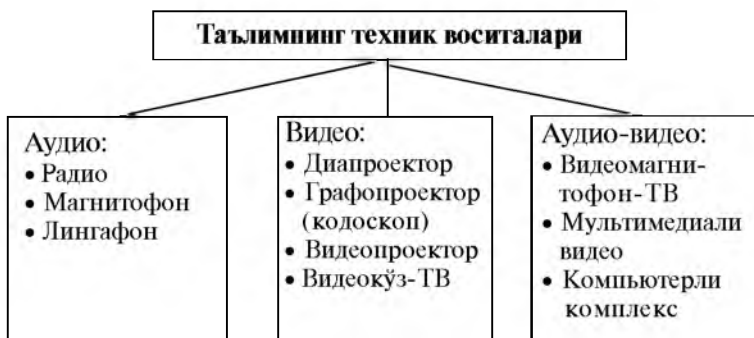 Таълимнинг техник воситалари
Аудио:
• Радио
• Магнитофон
• Лингафон
Видео:
• Диапроектор
• Графопроектор
(кодоскоп)
• Видеопроектор
• Видеокўз-ТВ
Аудио-видео:
• Видеомагни-
тофон-ТВ
• Мультимедиали
видео
• Компьютерли
комплекс